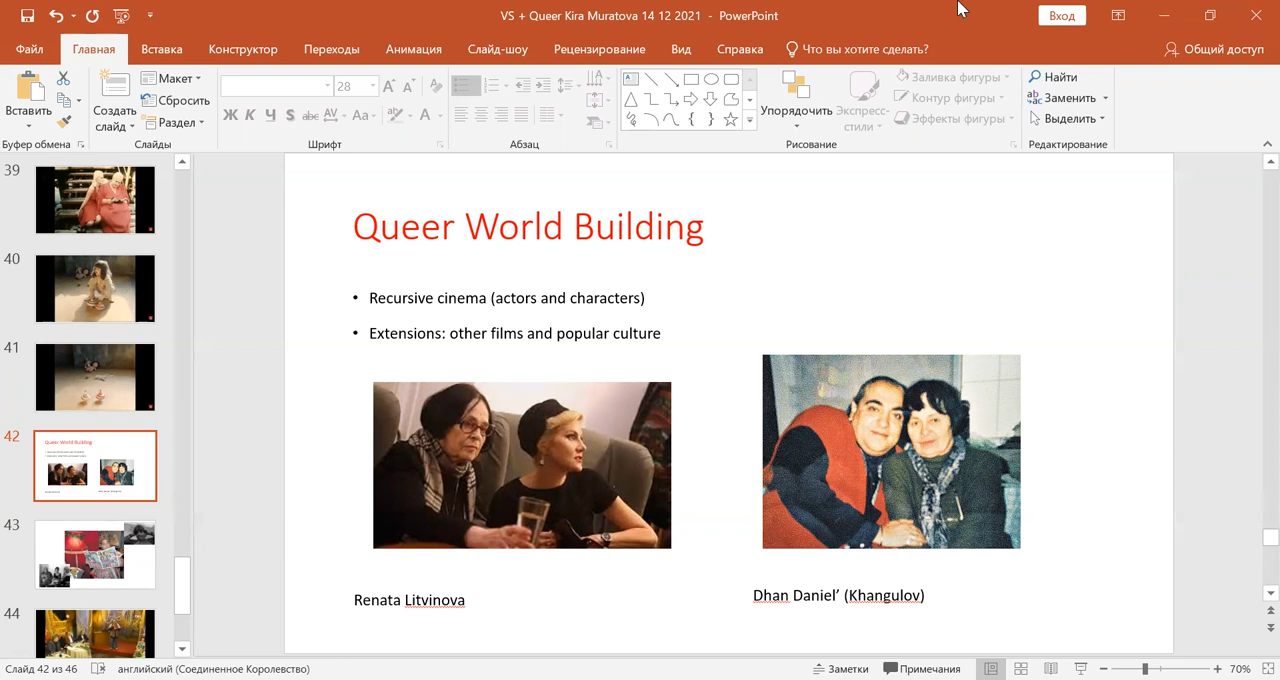 VS + Queer Kira Muratova 14 12 2021 - PowerPoint
Вход
Файл Главная Вставка Конструктор Переходы Анимация Слайд-шоу Рецензирование Вид Справка Что вы хотите сделать? Общий доступ
Вставить
Создать слайд
Макет
Сбросить
Раздел
28
Ж К Ч S abc AV Aa A
Упорядочить
Экспресс-стили
Заливка фигуры
Контур фигуры
Эффекты фигуры
Найти
Заменить
Выделить
Буфер обмена Слайды Шрифт Абзац Рисование Редактирование
39
40
41
42
43
44
Queer World Building
• Recursive cinema (actors and characters)
• Extensions: other films and popular culture
Renata Litvinova
Dhan Daniel’ (Khangulov)
Слайд 42 из 46 английский (Соединенное Королевство) Заметки Примечания 70%